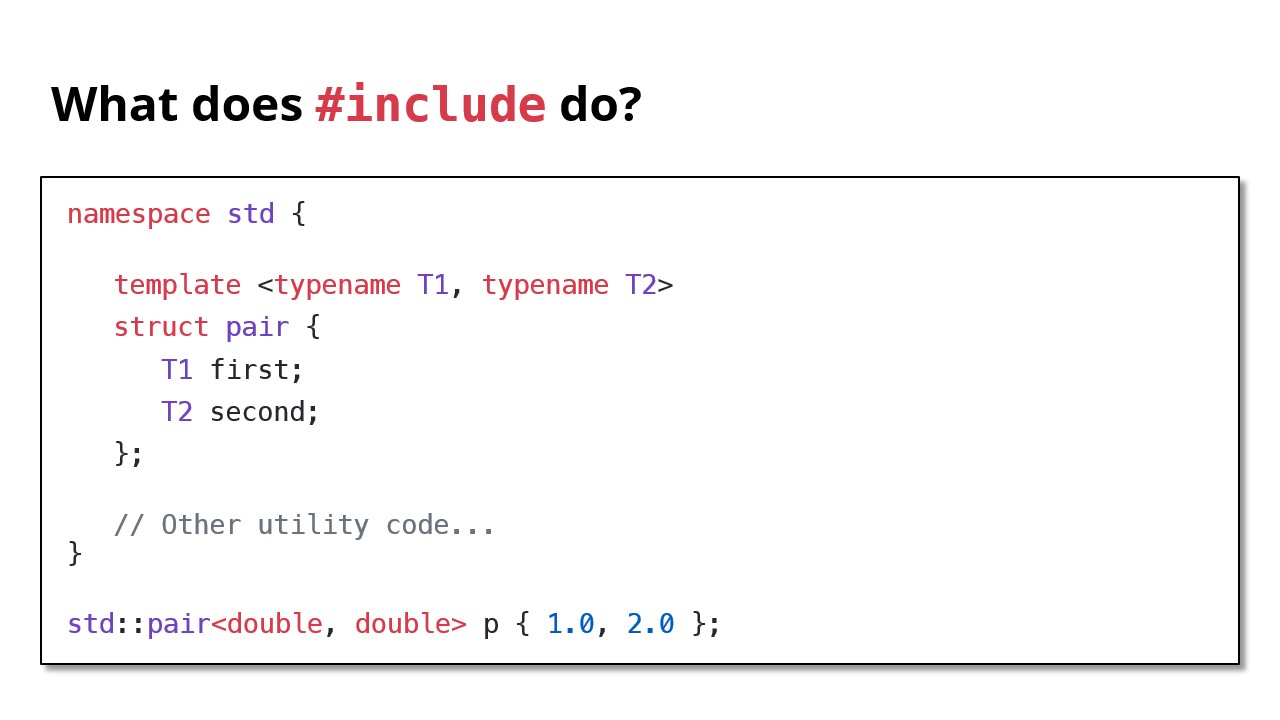 What does #include do?
namespace std {
template <typename T1, typename T2>
struct pair {
T1 first;
T2 second;
};
// Other utility code...
}
std::pair<double, double> p { 1.0, 2.0 };